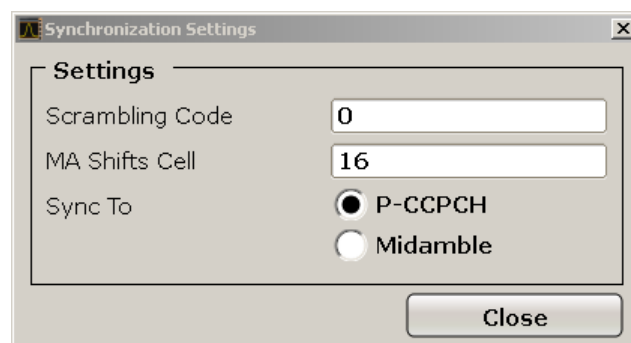 Synchronization Settings
Settings
Scrambling Code 0
MA Shifts Cell 16
Sync To P-CCPCH
Midamble
Close